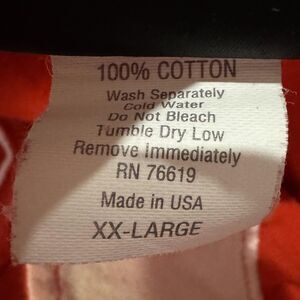 100% COTTON
Wash Separately
Cold Water
Do Not Bleach
Tumble Dry Low
Remove Immediately
RN 76619
Made in USA
XX-LARGE